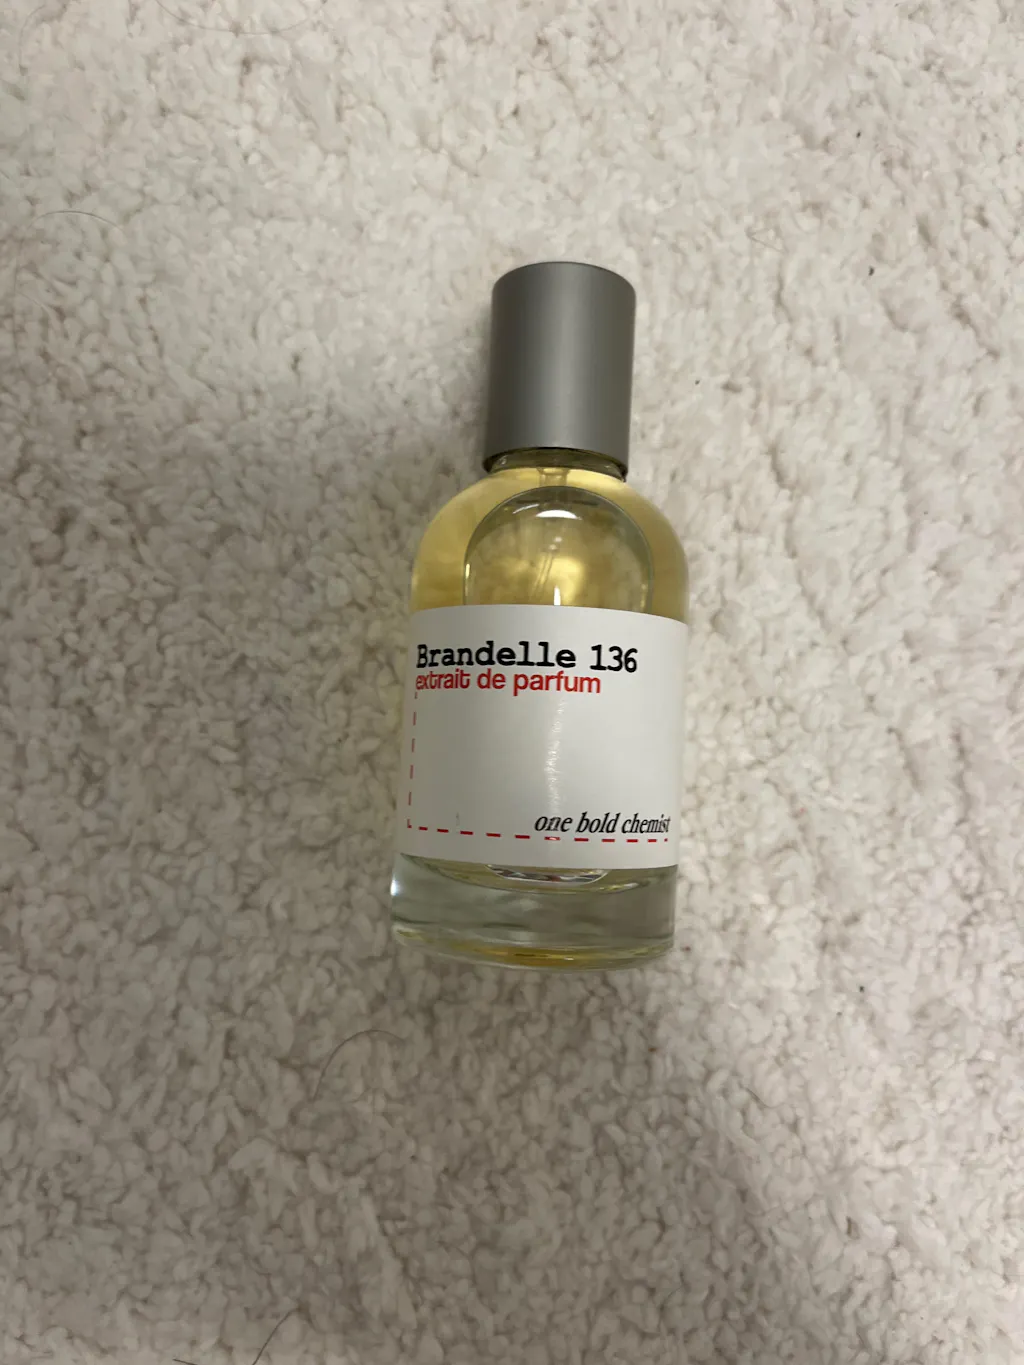 Brandelle 136
extrait de parfum
one bold chemist